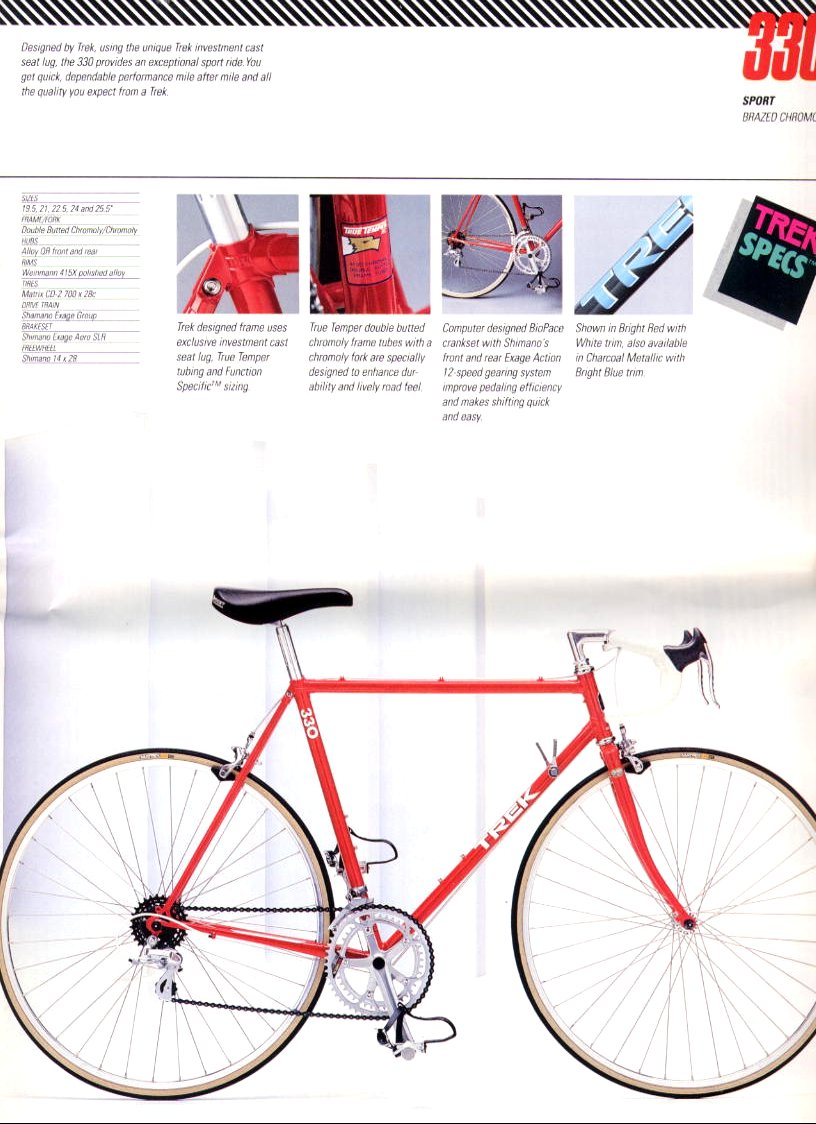 Designed by Trek, using the unique Trek investment cast
seat lug, the 330 provides an exceptional sport ride. You
get quick, dependable performance mile after mile and all
the quality you expect from a Trek.
330
SPORT
BRAZED CHROMO
SIZES
19.5, 21, 22.5, 24 and 25.5"
FRAME/FORK
Double Butted Chromoly/Chromoly
HUBS
Alloy QR front and rear
RIMS
Weinmann 415X polished alloy
TIRES
Matrix CD-2 700 x 28c
DRIVE TRAIN
Shamano Exage Group
BRAKESET
Shimano Exage Aero SLR
FREEWHEEL
Shimano 14 x 28
TRUE TEMPER
TREK
TREK
SPECS™
Trek designed frame uses
exclusive investment cast
seat lug, True Temper
tubing and Function
Specific™ sizing.
True Temper double butted
chromoly frame tubes with a
chromoly fork are specially
designed to enhance dur-
ability and lively road feel.
Computer designed BioPace
crankset with Shimano's
front and rear Exage Action
12-speed gearing system
improve pedaling efficiency
and makes shifting quick
and easy.
Shown in Bright Red with
White trim, also available
in Charcoal Metallic with
Bright Blue trim.
330
TREK